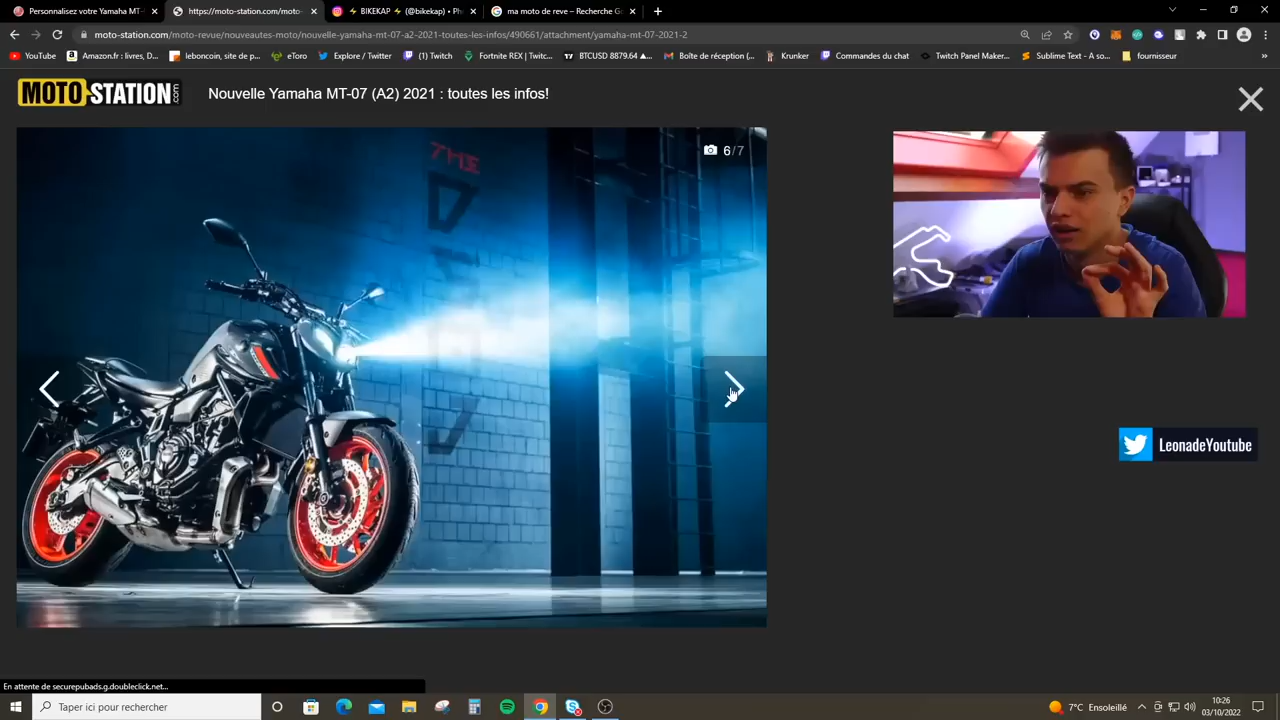 Personnalisez votre Yamaha MT-
https://moto-station.com/moto-
⚡ BIKEKAP ⚡ (@bikekap) • Ph
ma moto de reve – Recherche G
moto-station.com/moto-revue/nouveautes-moto/nouvelle-yamaha-mt-07-a2-2021-toutes-les-infos/490661/attachment/yamaha-mt-07-2021-2
YouTube
Amazon.fr : livres, D...
leboncoin, site de p...
eToro
Explore / Twitter
(1) Twitch
Fortnite REX | Twitc...
BTCUSD 8879.64 ▲...
Boîte de réception (...
Krunker
Commandes du chat
Twitch Panel Maker...
Sublime Text - A so...
fournisseur
»
MOTO-STATION.com
Nouvelle Yamaha MT-07 (A2) 2021 : toutes les infos!
6/7
LeonadeYoutube
En attente de securepubads.g.doubleclick.net...
Taper ici pour rechercher
7°C Ensoleillé
10:26
03/10/2022